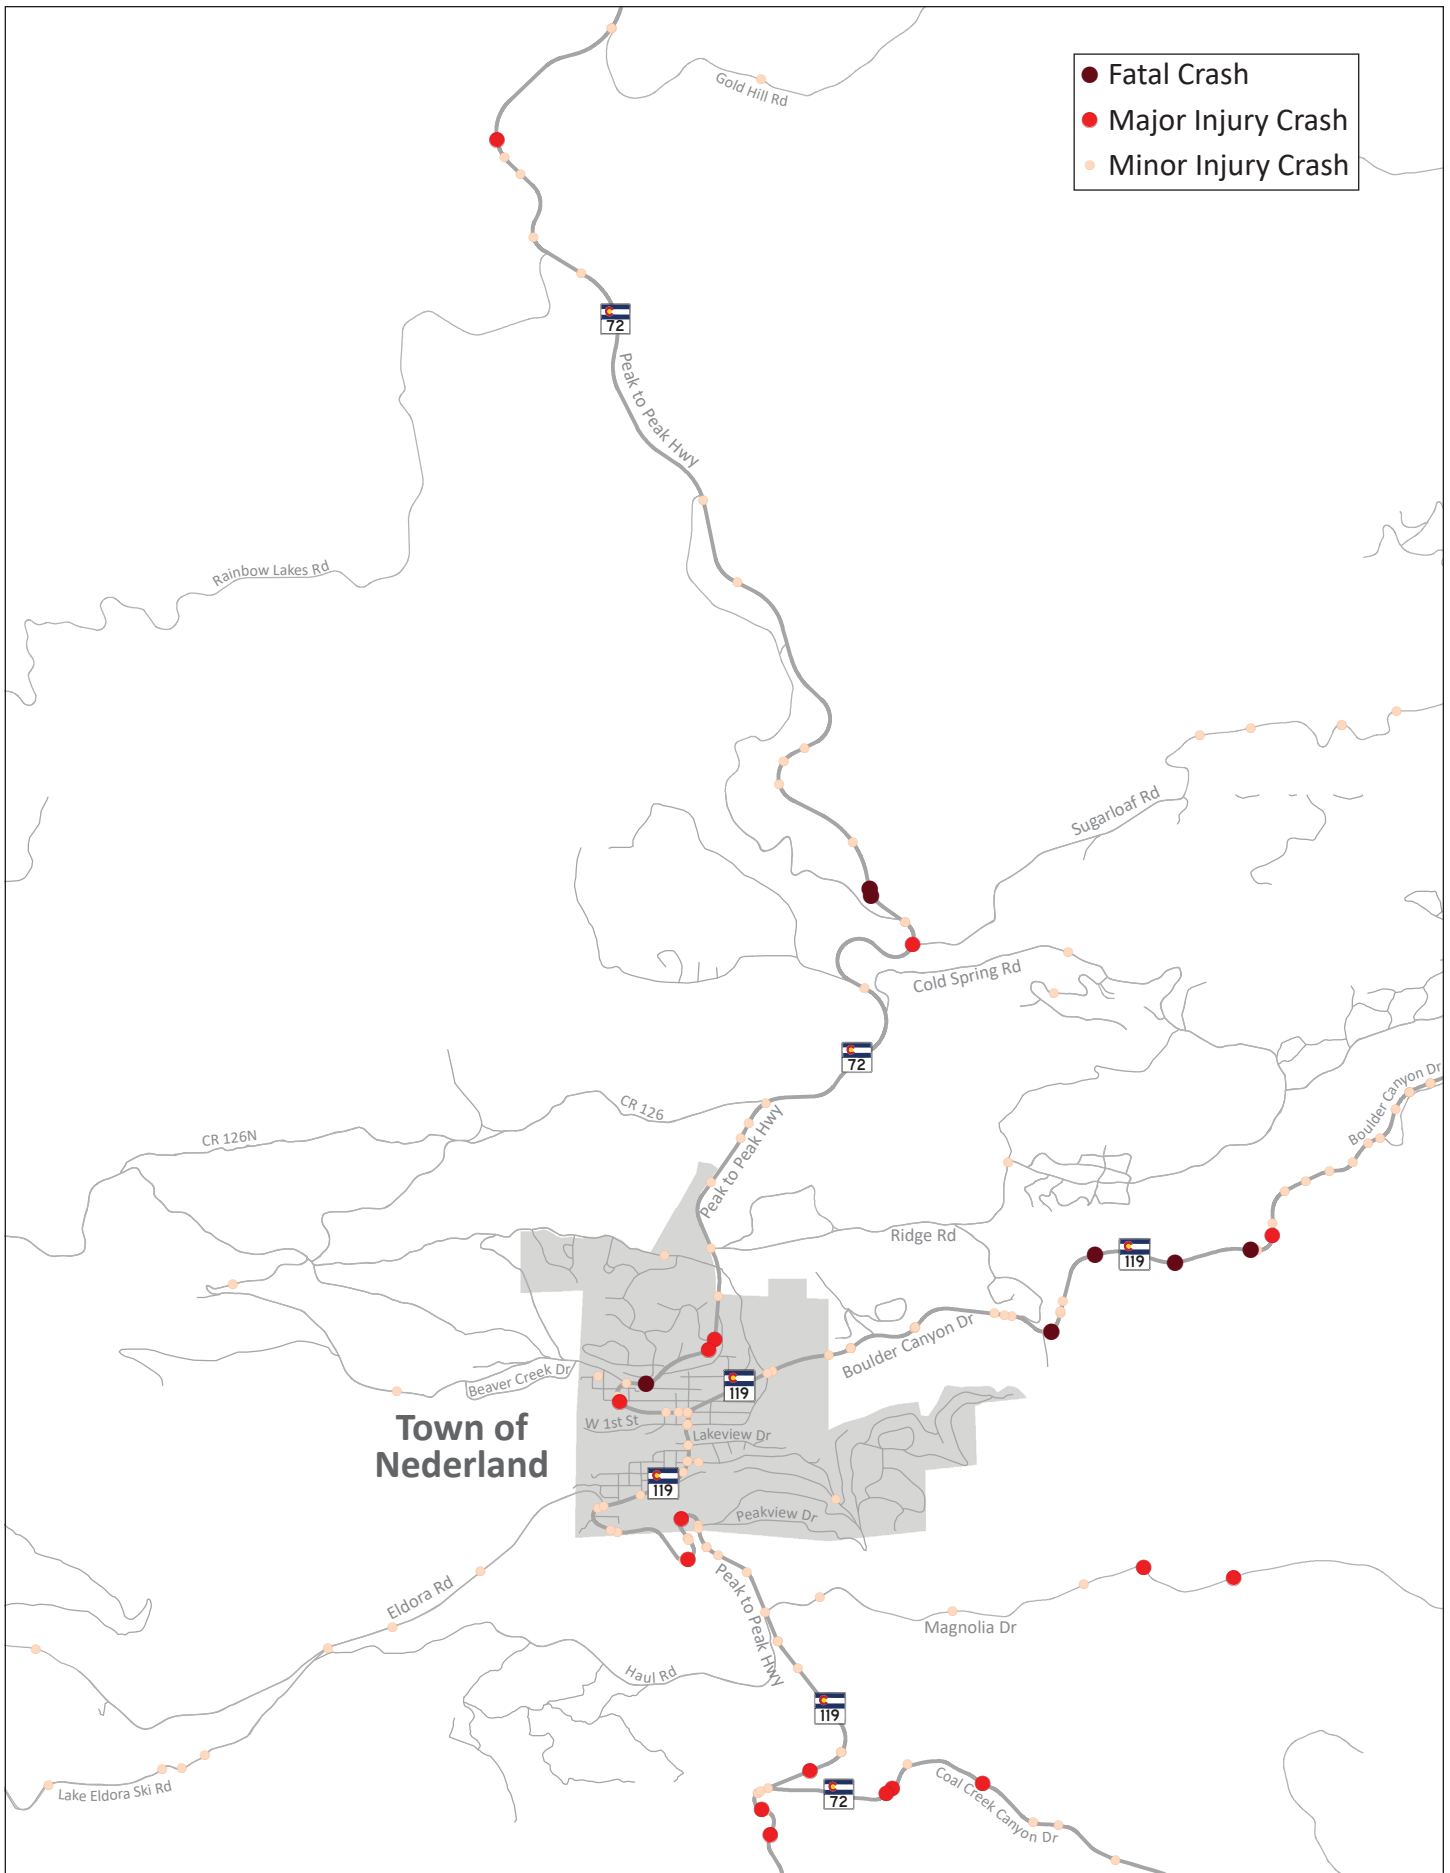 Fatal Crash
Major Injury Crash
Minor Injury Crash
Gold Hill Rd
72
Peak to Peak Hwy
Rainbow Lakes Rd
Sugarloaf Rd
Cold Spring Rd
72
Boulder Canyon Dr
CR 126
CR 126N
Peak to Peak Hwy
Ridge Rd
119
Boulder Canyon Dr
Beaver Creek Dr
119
W 1st St
Lakeview Dr
Town of
Nederland
119
Peakview Dr
Eldora Rd
Peak to Peak Hwy
Magnolia Dr
Haul Rd
119
Lake Eldora Ski Rd
72
Coal Creek Canyon Dr